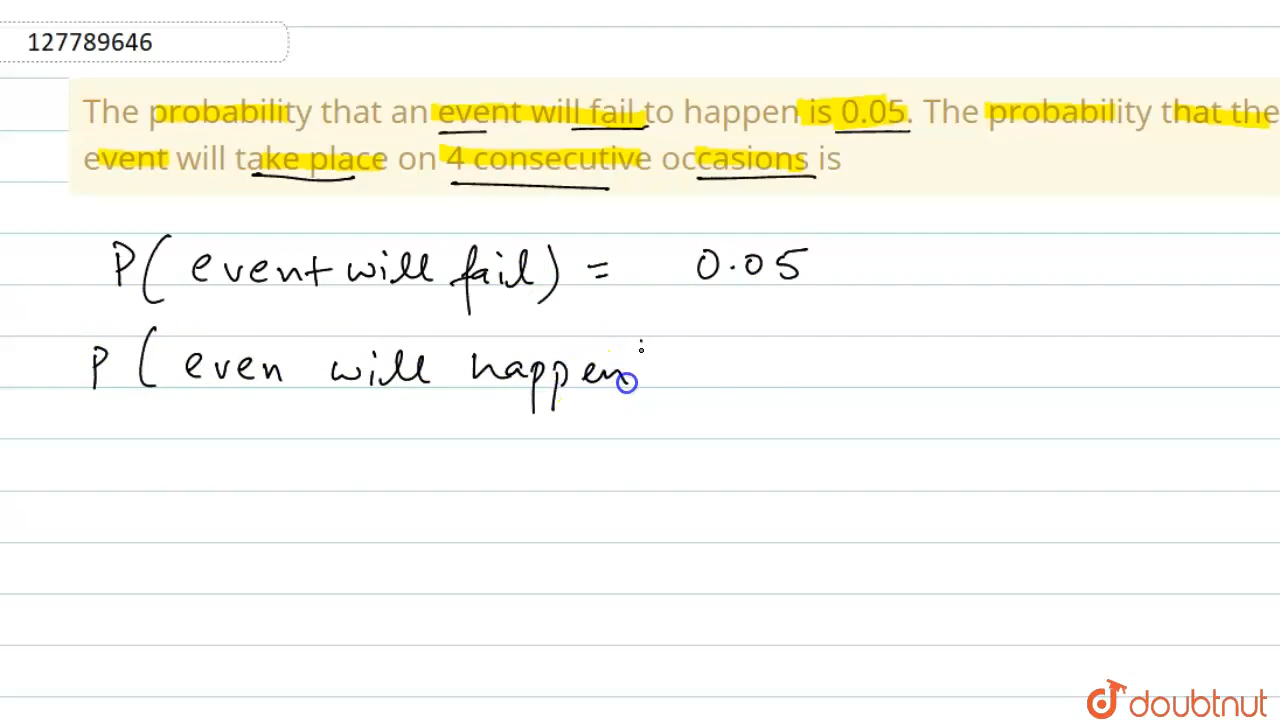 127789646
The probability that an event will fail to happen is 0.05. The probability that the
event will take place on 4 consecutive occasions is
P( event will fail) = 0.05
P ( even will happen
doubtnut